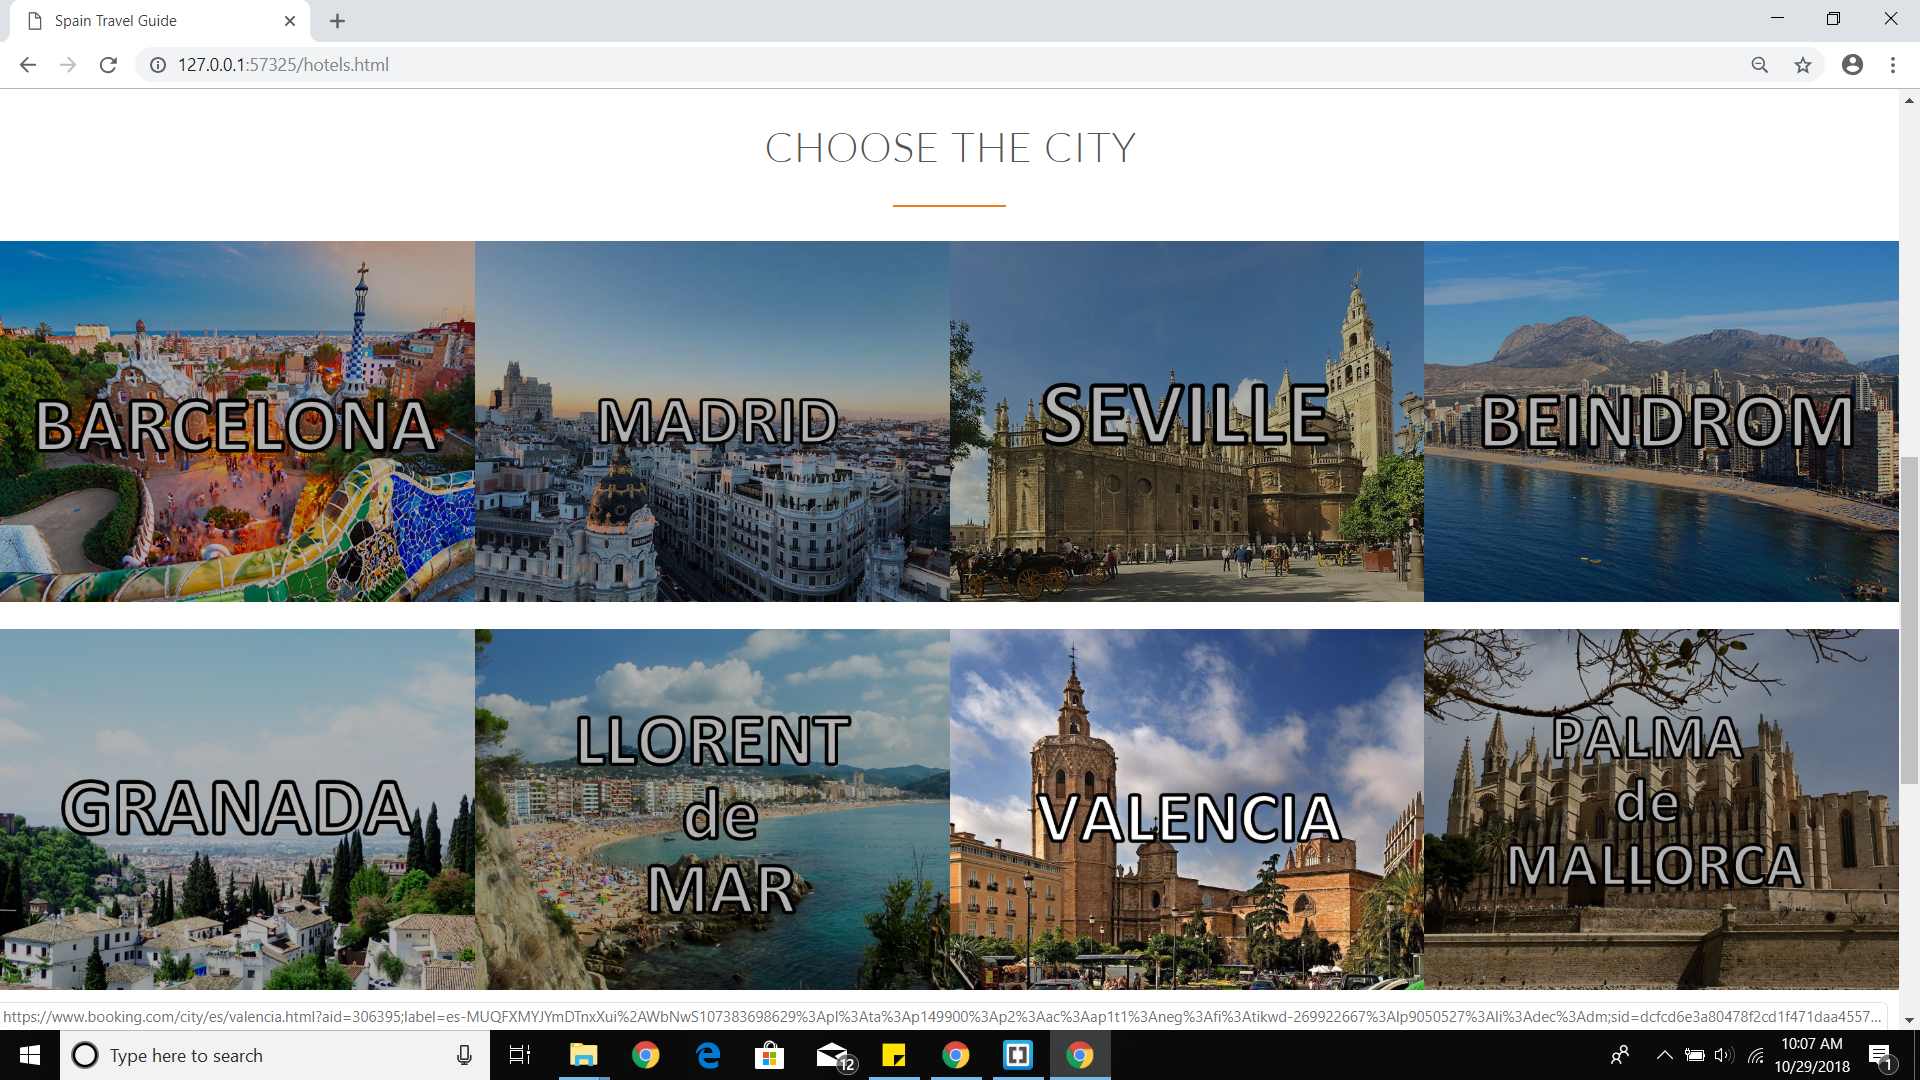 Spain Travel Guide
127.0.0.1:57325/hotels.html
CHOOSE THE CITY
BARCELONA
MADRID
SEVILLE
BEINDROM
GRANADA
LLORENT
de
MAR
VALENCIA
PALMA
de
MALLORCA
https://www.booking.com/city/es/valencia.html?aid=306395;label=es-MUQFXMYJYmDTnxXui%2AWbNwS107383698629%3Apl%3Ata%3Ap149900%3Ap2%3Aac%3Aap1t1%3Aneg%3Afi%3Atikwd-269922667%3Alp9050527%3Ali%3Adec%3Adm;sid=dcfcd6e3a80478f2cd1f471daa4557...
Type here to search
12
10:07 AM
10/29/2018
1